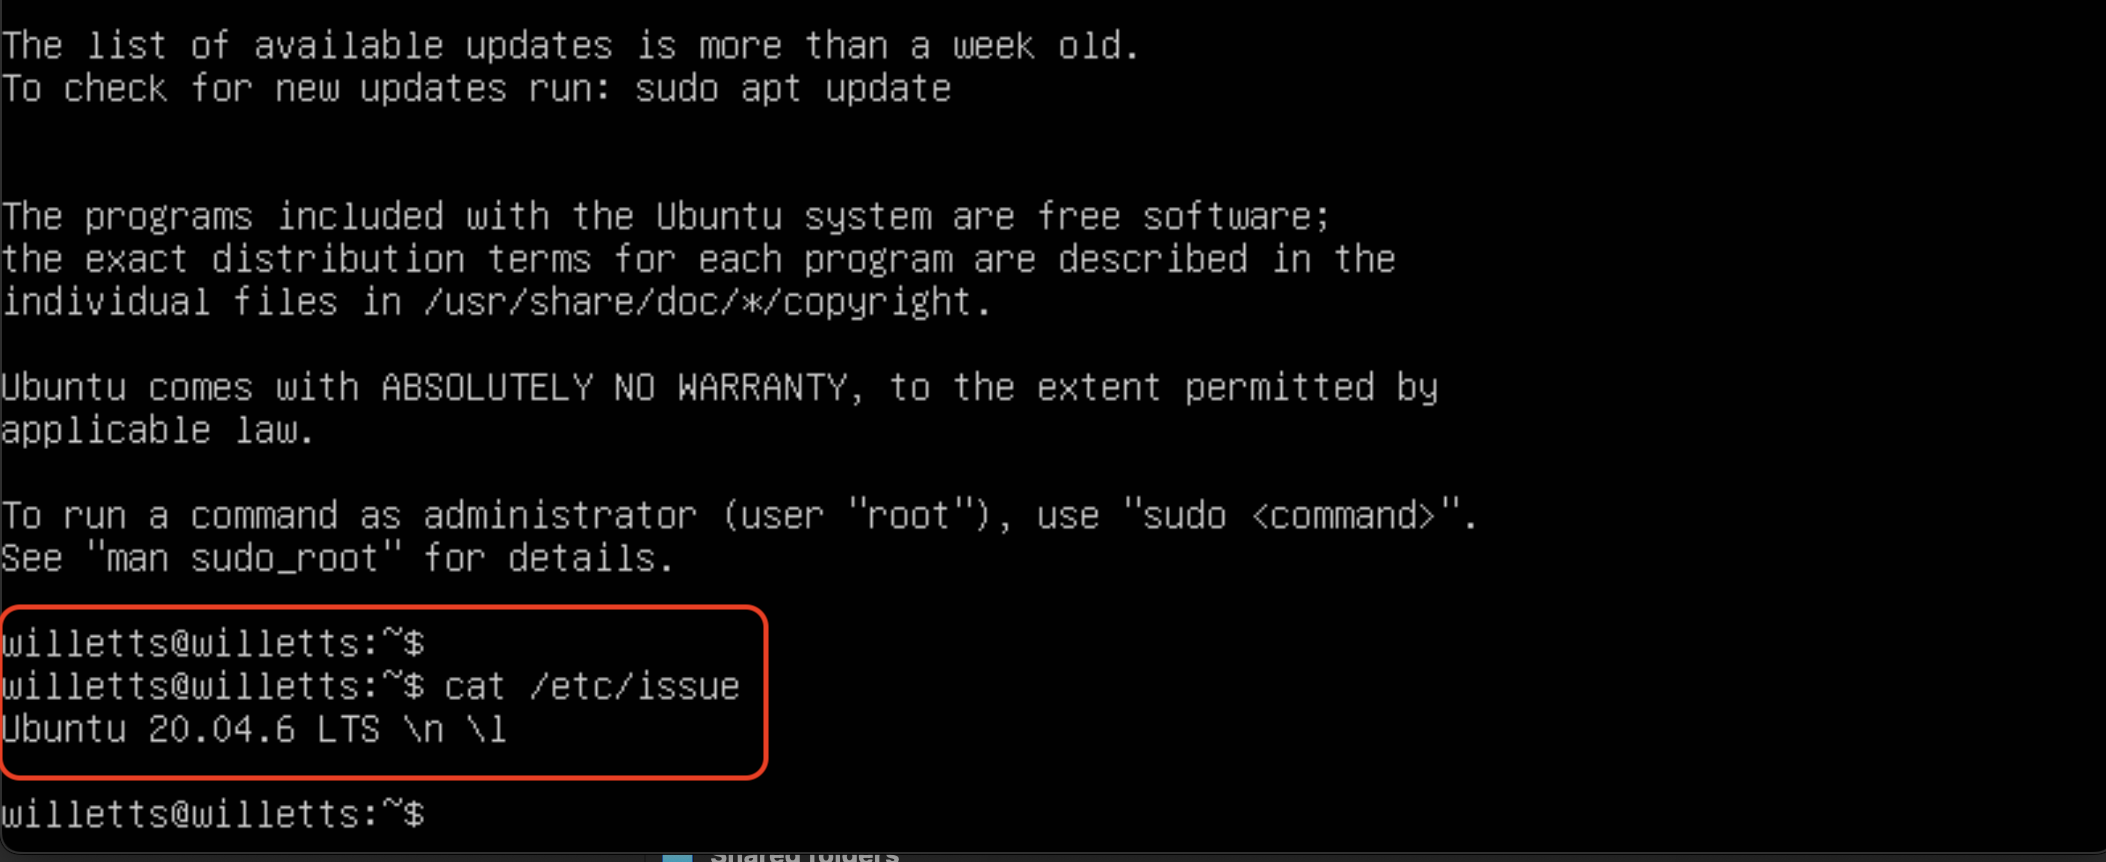 The list of available updates is more than a week old.
To check for new updates run: sudo apt update
The programs included with the Ubuntu system are free software;
the exact distribution terms for each program are described in the
individual files in /usr/share/doc/*/copyright.
Ubuntu comes with ABSOLUTELY NO WARRANTY, to the extent permitted by
applicable law.
To run a command as administrator (user "root"), use "sudo <command>".
See "man sudo_root" for details.
willetts@willetts:~$
willetts@willetts:~$ cat /etc/issue
Ubuntu 20.04.6 LTS \n \l
willetts@willetts:~$
Shared folders